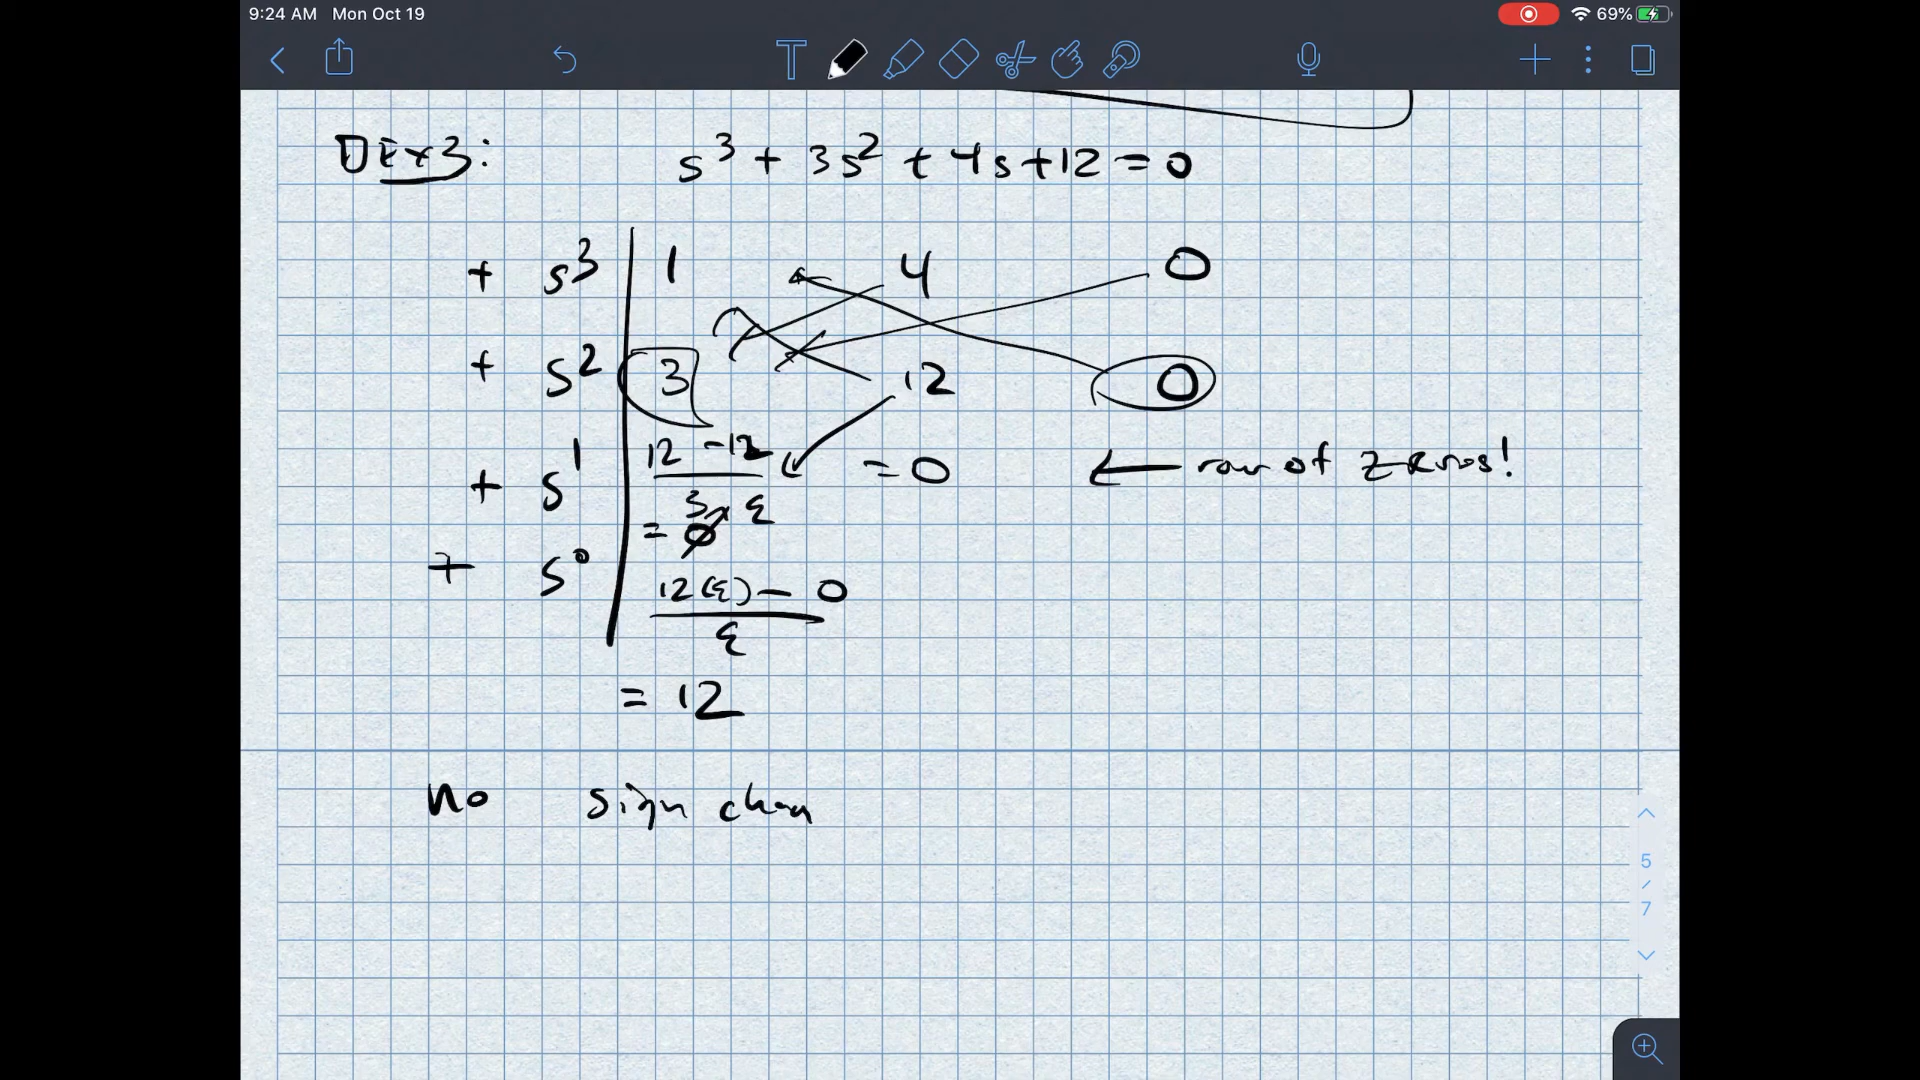 9:24 AM Mon Oct 19 69%
T
Ex3: s³ + 3s² + 4s + 12 = 0
+ s³ 1 4 0
+ s² 3 12 0
+ s¹ 12 - 12 = 0 ← row of zeros!
3 ε
= 0
+ s⁰ 12(ε) - 0
ε
= 12
No sign chan
5
/
7